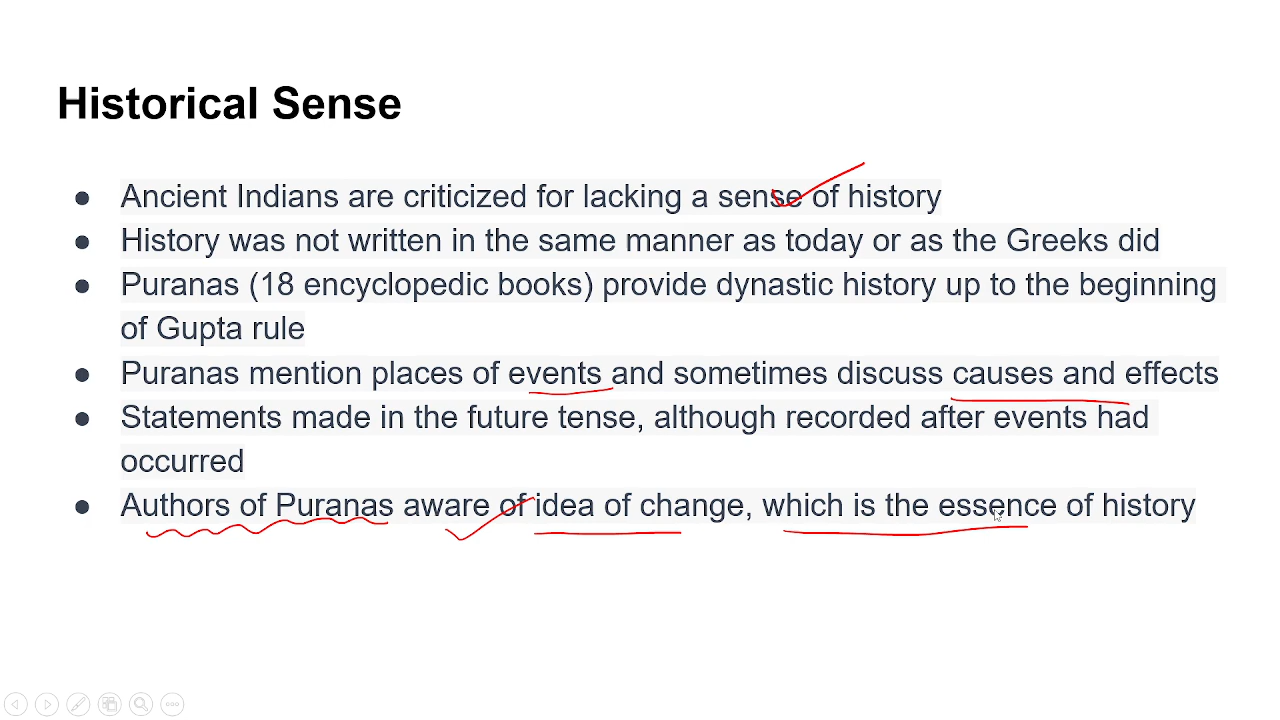 Historical Sense
● Ancient Indians are criticized for lacking a sense of history
● History was not written in the same manner as today or as the Greeks did
● Puranas (18 encyclopedic books) provide dynastic history up to the beginning
of Gupta rule
● Puranas mention places of events and sometimes discuss causes and effects
● Statements made in the future tense, although recorded after events had
occurred
● Authors of Puranas aware of idea of change, which is the essence of history